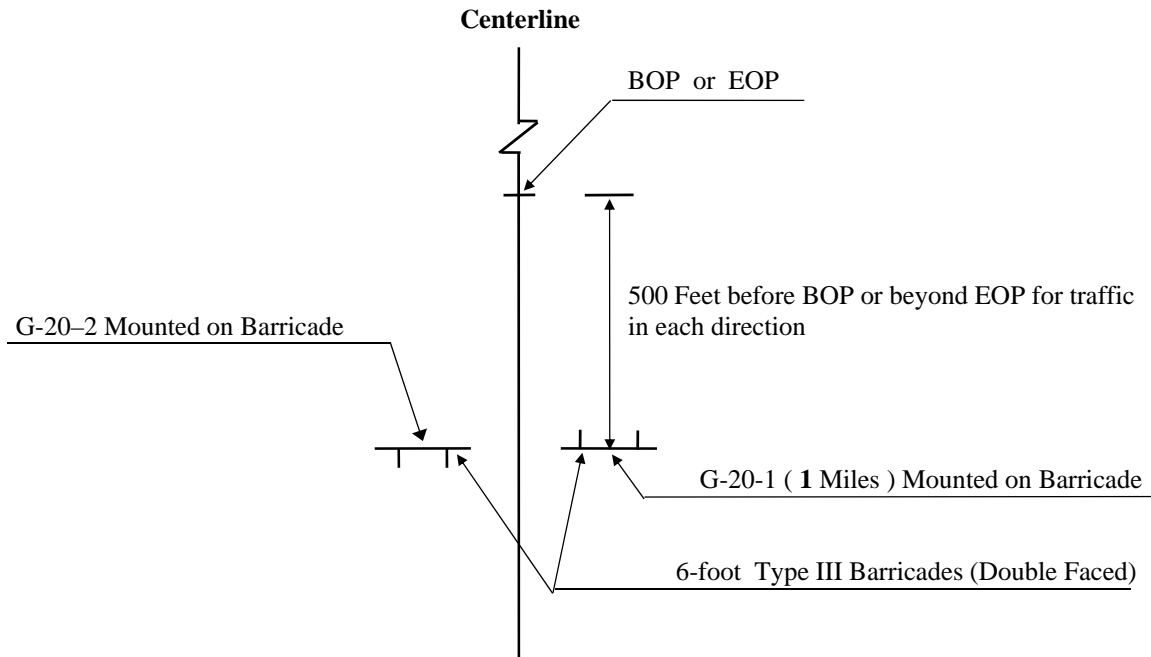 Centerline
BOP or EOP
500 Feet before BOP or beyond EOP for traffic
in each direction
G-20–2 Mounted on Barricade
G-20-1 ( 1 Miles ) Mounted on Barricade
6-foot Type III Barricades (Double Faced)